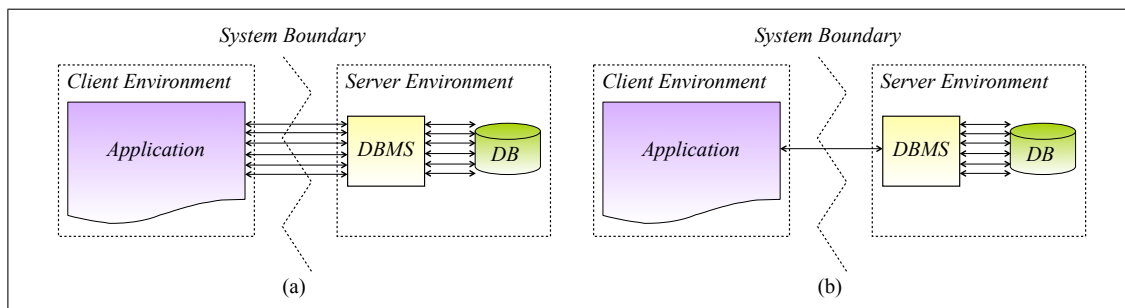 System Boundary
Client Environment
Server Environment
Application
DBMS
DB
(a)
System Boundary
Client Environment
Server Environment
Application
DBMS
DB
(b)